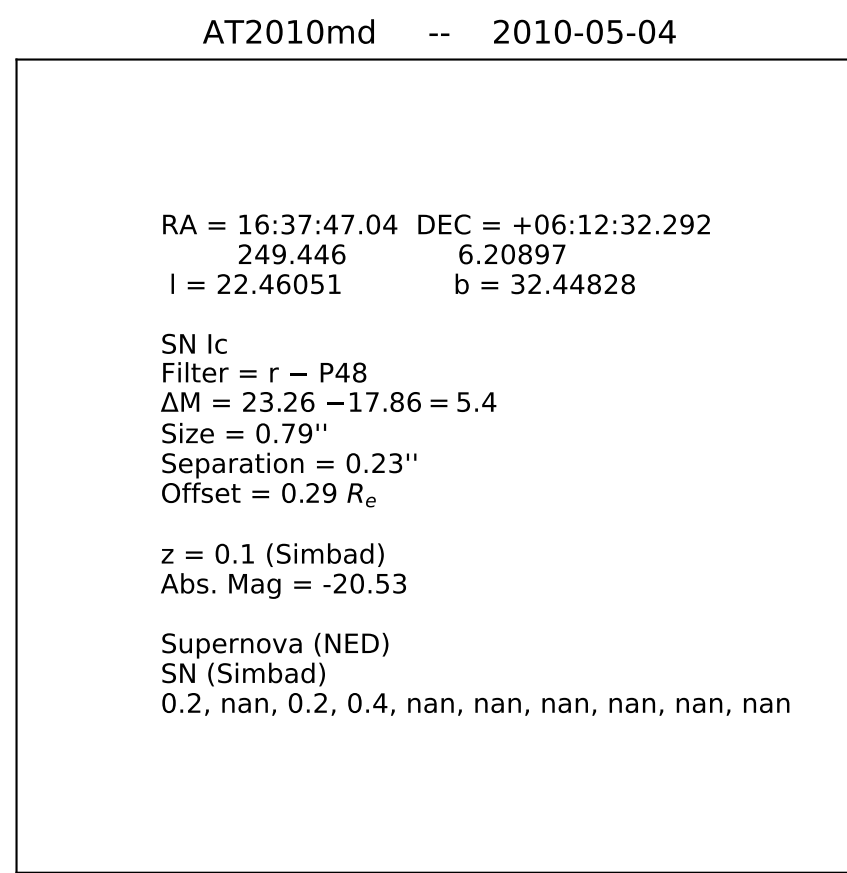 AT2010md -- 2010-05-04
RA = 16:37:47.04 DEC = +06:12:32.292
249.446 6.20897
l = 22.46051 b = 32.44828
SN Ic
Filter = r − P48
ΔM = 23.26 −17.86 = 5.4
Size = 0.79''
Separation = 0.23''
Offset = 0.29 Rₑ
z = 0.1 (Simbad)
Abs. Mag = -20.53
Supernova (NED)
SN (Simbad)
0.2, nan, 0.2, 0.4, nan, nan, nan, nan, nan, nan